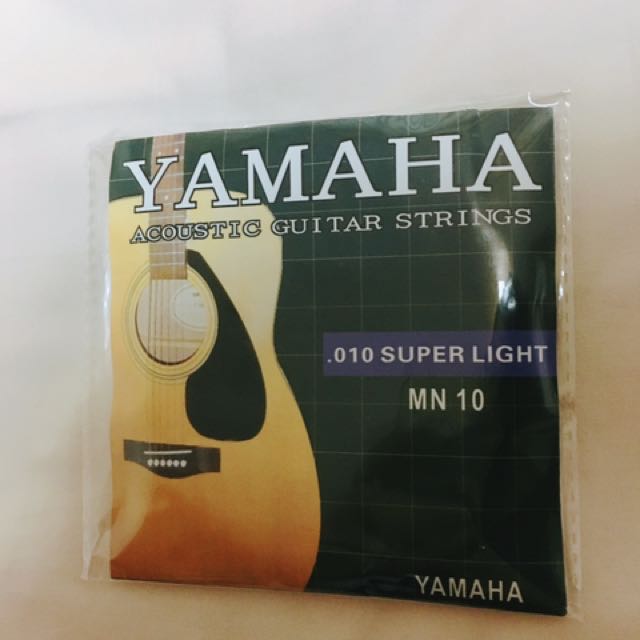 YAMAHA
ACOUSTIC GUITAR STRINGS
.010 SUPER LIGHT
MN 10
YAMAHA